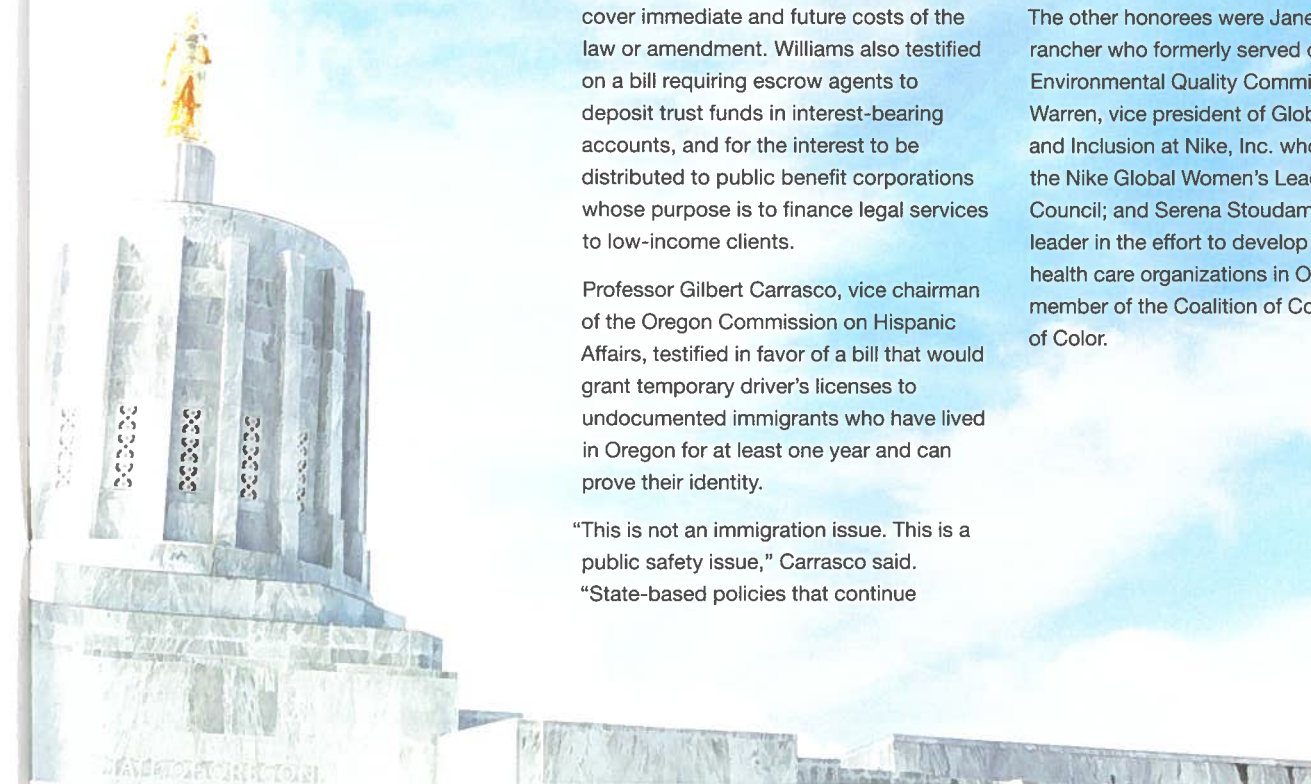 cover immediate and future costs of the
law or amendment. Williams also testified
on a bill requiring escrow agents to
deposit trust funds in interest-bearing
accounts, and for the interest to be
distributed to public benefit corporations
whose purpose is to finance legal services
to low-income clients.
Professor Gilbert Carrasco, vice chairman
of the Oregon Commission on Hispanic
Affairs, testified in favor of a bill that would
grant temporary driver's licenses to
undocumented immigrants who have lived
in Oregon for at least one year and can
prove their identity.
“This is not an immigration issue. This is a
public safety issue,” Carrasco said.
“State-based policies that continue
The other honorees were Jane
rancher who formerly served
Environmental Quality
Warren, vice president of
and Inclusion at Nike, Inc.
the Nike Global Women's
Council; and Serena
leader in the effort to develop
health care organizations in
member of the Coalition of
of Color.
OF OREGON